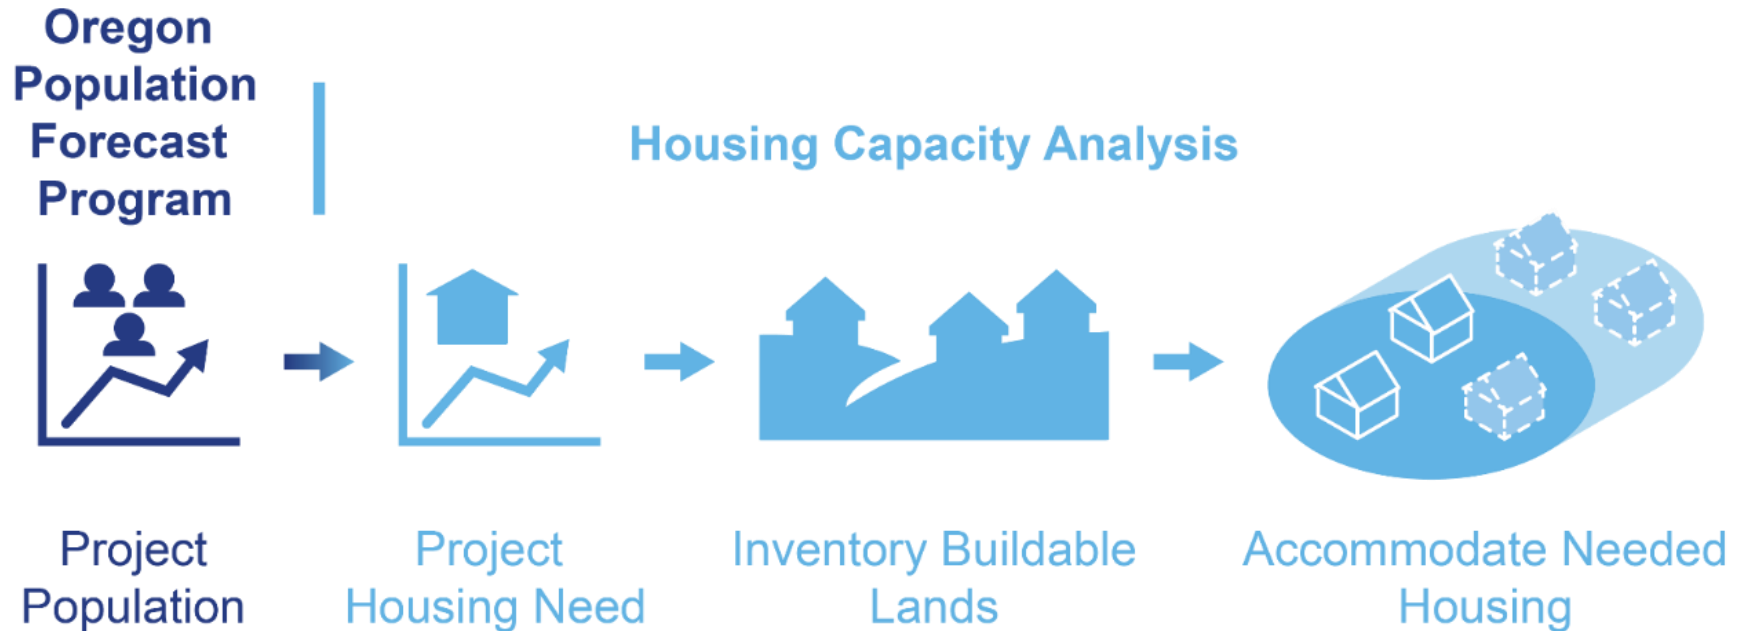 Oregon
Population
Forecast
Program
Housing Capacity Analysis
Project
Population
Project
Housing Need
Inventory Buildable
Lands
Accommodate Needed
Housing